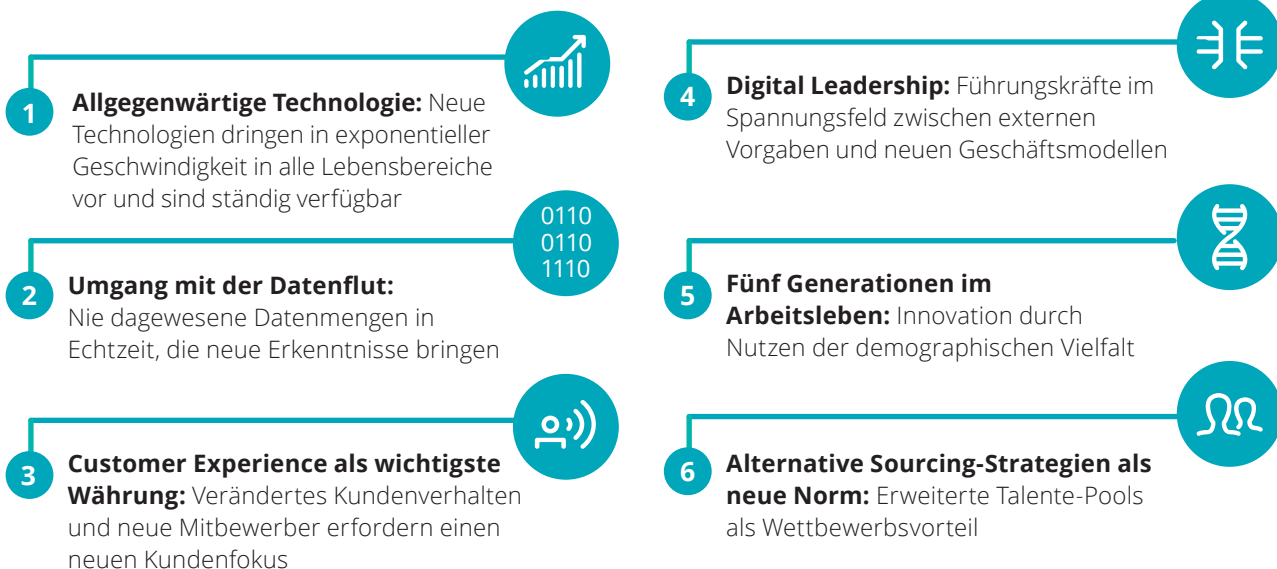 1
Allgegenwärtige Technologie: Neue
Technologien dringen in exponentieller
Geschwindigkeit in alle Lebensbereiche
vor und sind ständig verfügbar
0110
0110
1110
2
Umgang mit der Datenflut:
Nie dagewesene Datenmengen in
Echtzeit, die neue Erkenntnisse bringen
3
Customer Experience als wichtigste
Währung: Verändertes Kundenverhalten
und neue Mitbewerber erfordern einen
neuen Kundenfokus
4
Digital Leadership: Führungskräfte im
Spannungsfeld zwischen externen
Vorgaben und neuen Geschäftsmodellen
5
Fünf Generationen im
Arbeitsleben: Innovation durch
Nutzen der demographischen Vielfalt
6
Alternative Sourcing-Strategien als
neue Norm: Erweiterte Talente-Pools
als Wettbewerbsvorteil